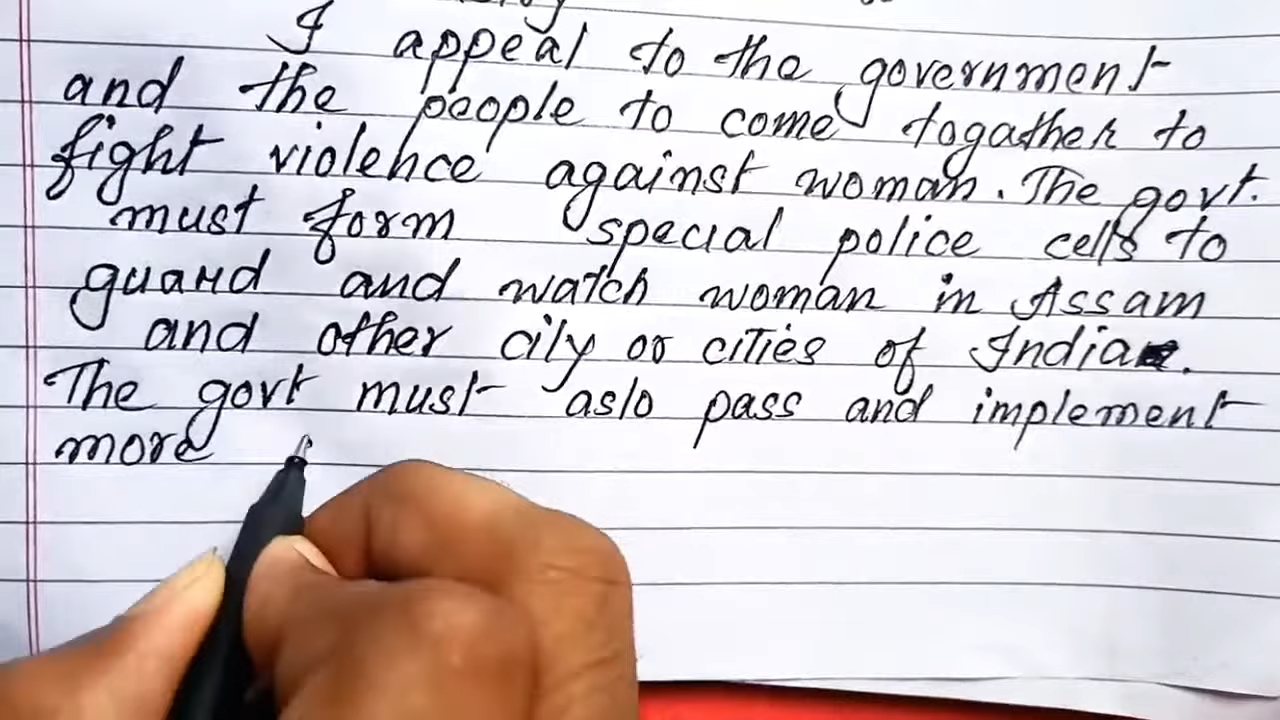 I appeal to the government
and the people to come togather to
fight violence against woman. The govt.
must form special police cells to
guard and watch woman in Assam
and other city or cities of India.
The govt must aslo pass and implement
more